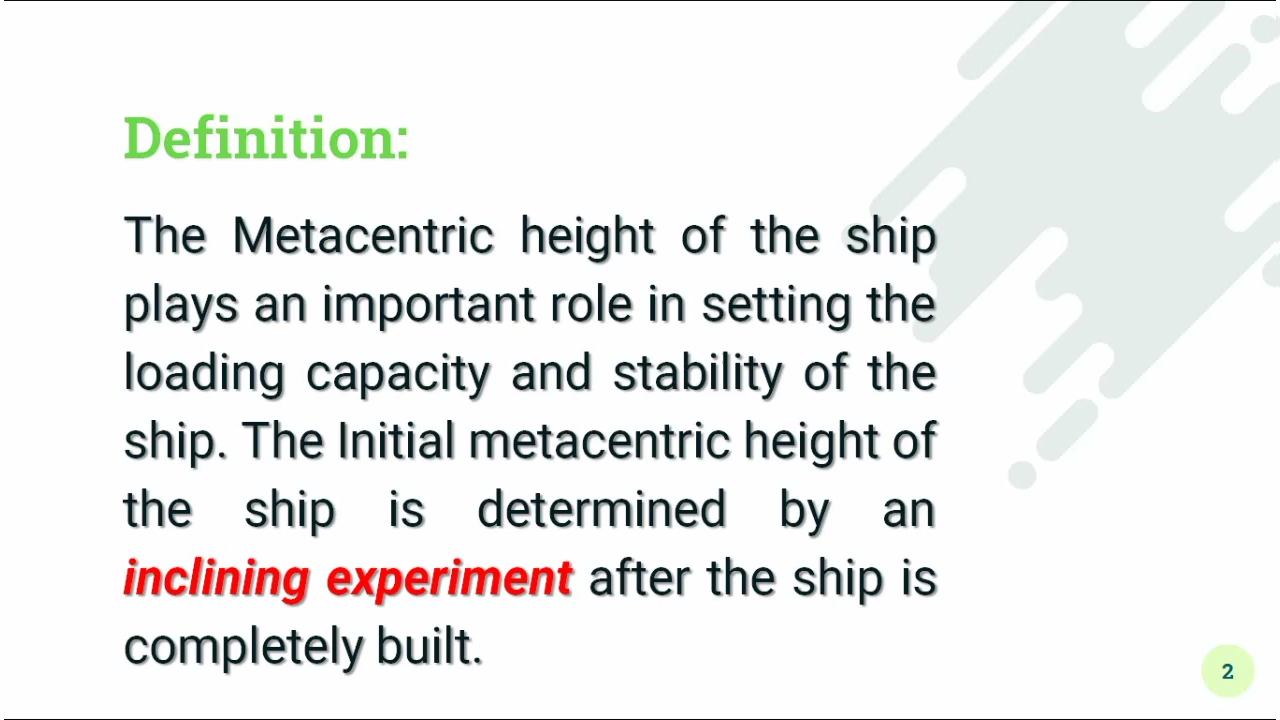 Definition:
The Metacentric height of the ship
plays an important role in setting the
loading capacity and stability of the
ship. The Initial metacentric height of
the ship is determined by an
inclining experiment after the ship is
completely built.
2